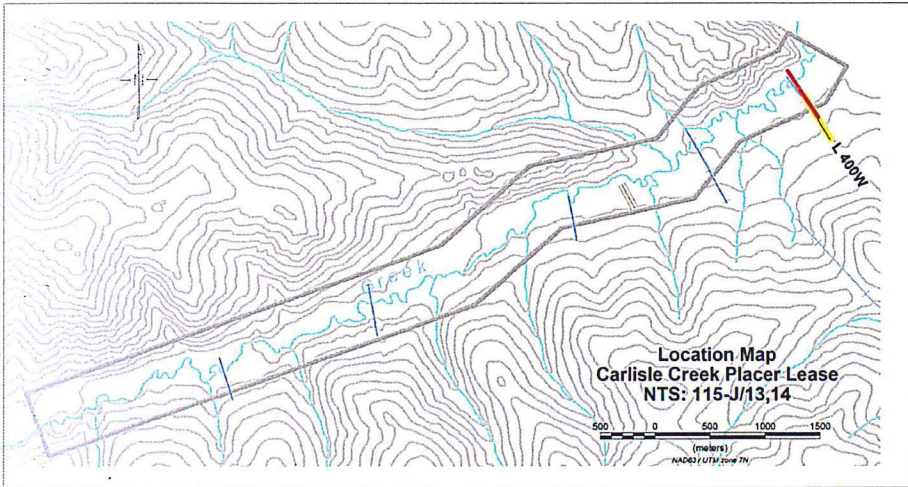 L 400W
Creek
Location Map
Carlisle Creek Placer Lease
NTS: 115-J/13,14
500 0 500 1000 1500
(meters)
NAD83 / UTM zone 7N